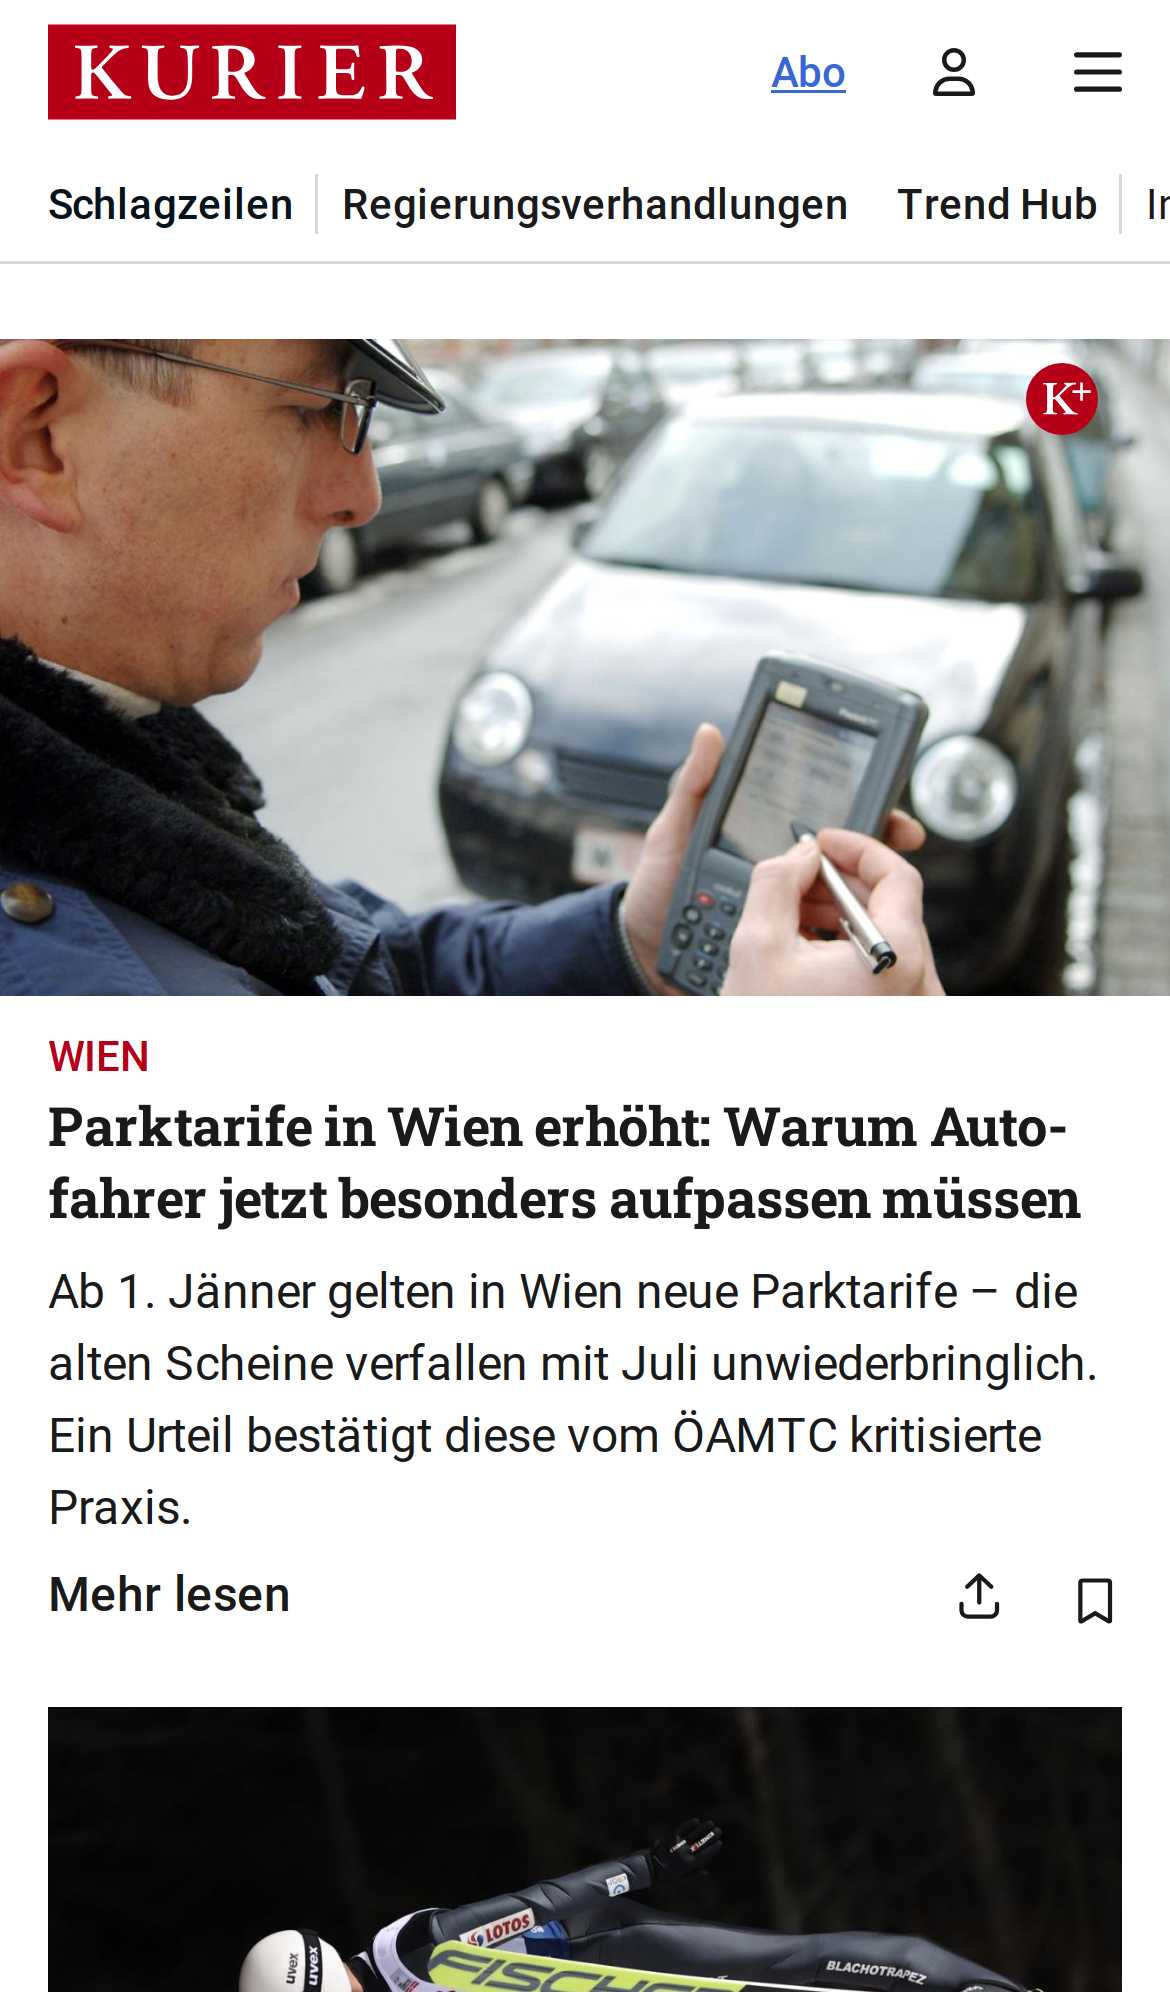 KURIER
Abo
Schlagzeilen
Regierungsverhandlungen
Trend Hub
K+
WIEN
Parktarife in Wien erhöht: Warum Auto-
fahrer jetzt besonders aufpassen müssen
Ab 1. Jänner gelten in Wien neue Parktarife – die
alten Scheine verfallen mit Juli unwiederbringlich.
Ein Urteil bestätigt diese vom ÖAMTC kritisierte
Praxis.
Mehr lesen
LOTOS
uvex
uvex
FISCHER
BLACHOTRAPEZ